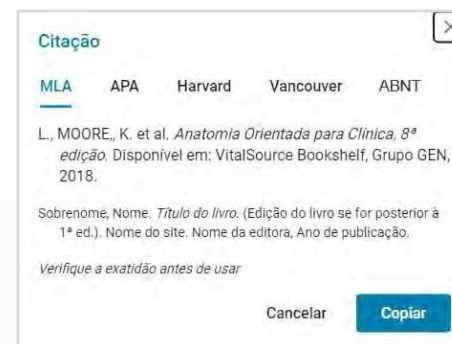 Citação
MLA APA Harvard Vancouver ABNT
L., MOORE,, K. et al. Anatomia Orientada para Clínica, 8ª
edição. Disponível em: VitalSource Bookshelf, Grupo GEN,
2018.
Sobrenome, Nome. Título do livro. (Edição do livro se for posterior à
1ª ed.). Nome do site. Nome da editora, Ano de publicação.
Verifique a exatidão antes de usar
Cancelar Copiar